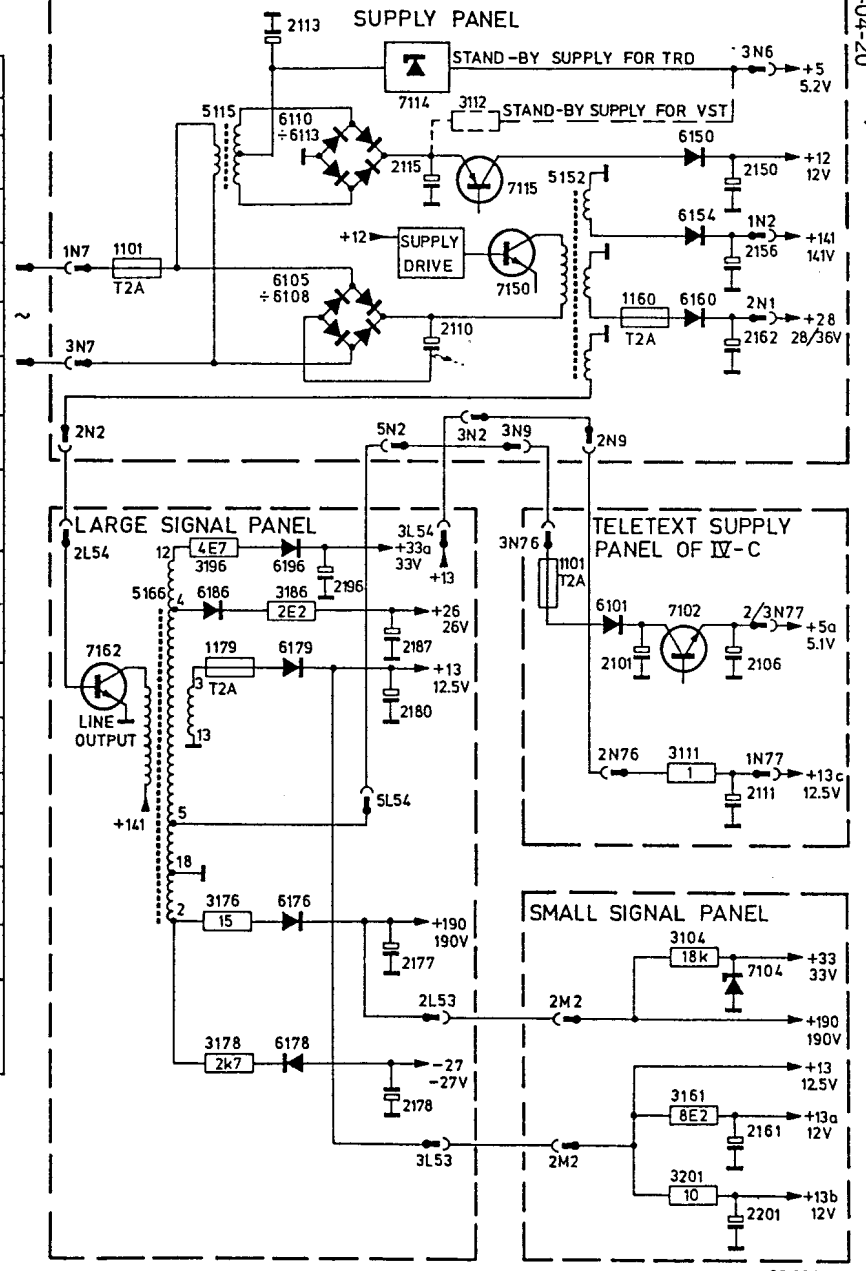 SUPPLY PANEL
-04-20
2113
STAND-BY SUPPLY FOR TRD
3N6
+5
5.2V
7114
3112
STAND-BY SUPPLY FOR VST
5115
6110
÷6113
6150
+12
12V
2115
7115
5152
2150
1N7
1101
T2A
+12
SUPPLY
DRIVE
7150
6154
1N2
+141
141V
2156
6105
÷6108
1160
T2A
6160
2N1
+28
28/36V
2162
~
3N7
2110
2N2
5N2
3N2
3N9
2N9
LARGE SIGNAL PANEL
TELETEXT SUPPLY
PANEL OF IV-C
2L54
12
4E7
3196
6196
+33a
33V
2196
3L54
+13
3N76
1101
T2A
5166
4
6186
3186
2E2
+26
26V
2187
6101
7102
2/3N77
+5a
5.1V
2101
2106
7162
LINE
OUTPUT
1179
T2A
3
13
6179
+13
12.5V
2180
2N76
3111
1
1N77
+13c
12.5V
2111
+141
5
5L54
18
2
3176
15
6176
+190
190V
2177
SMALL SIGNAL PANEL
3104
18k
7104
+33
33V
2L53
2M2
+190
190V
3178
2k7
6178
-27
-27V
2178
+13
12.5V
3161
8E2
+13a
12V
2161
3L53
2M2
3201
10
+13b
12V
2201